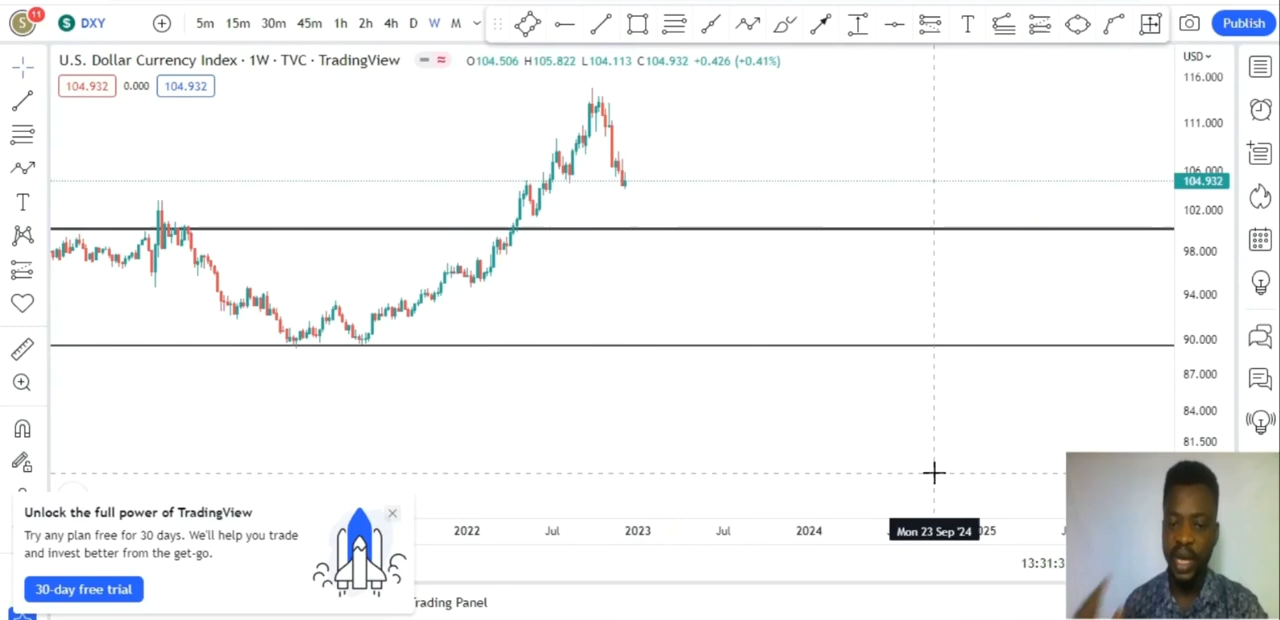 S 11 S DXY 5m 15m 30m 45m 1h 2h 4h D W M T Publish
U.S. Dollar Currency Index · 1W · TVC · TradingView O104.506 H105.822 L104.113 C104.932 +0.426 (+0.41%)
USD
104.932 0.000 104.932
116.000
111.000
106.000
104.932
102.000
98.000
94.000
90.000
87.000
84.000
81.500
T
Unlock the full power of TradingView
Try any plan free for 30 days. We'll help you trade
and invest better from the get-go.
30-day free trial
2022 Jul 2023 Jul 2024 Mon 23 Sep '24 025
13:31:3
Trading Panel